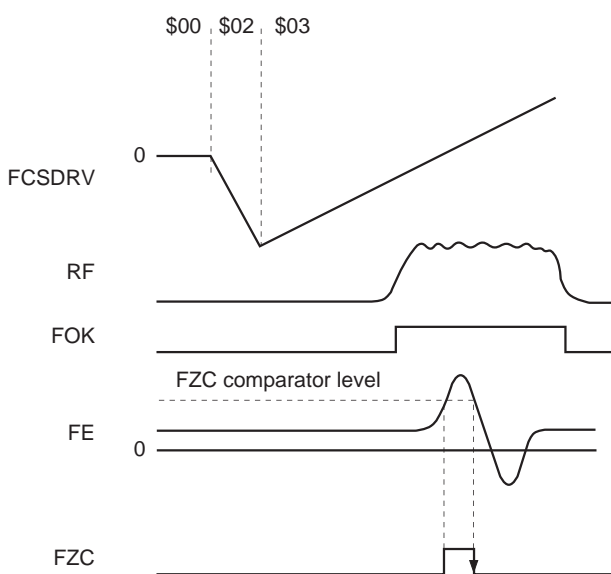 $00 $02 $03
0
FCSDRV
RF
FOK
FZC comparator level
FE
0
FZC